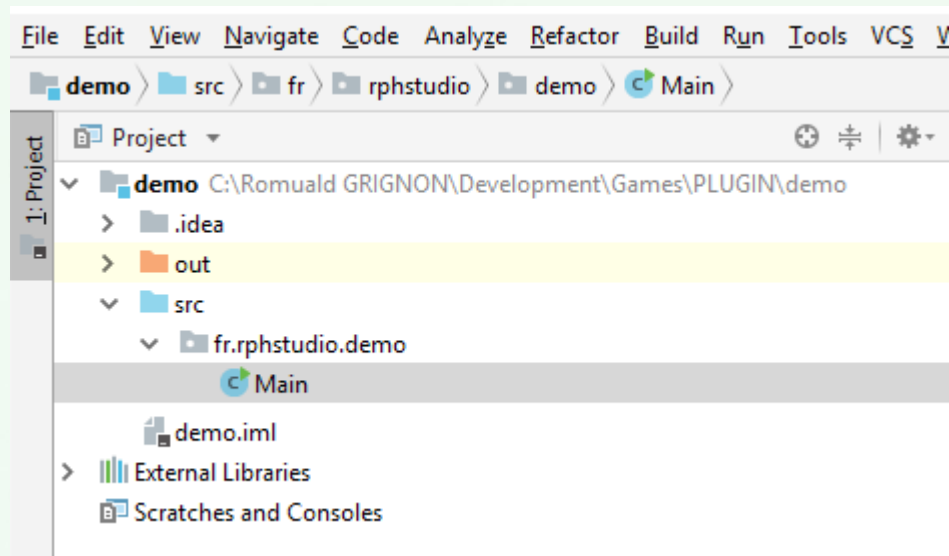 File Edit View Navigate Code Analyze Refactor Build Run Tools VCS W
demo src fr rphstudio demo Main
1: Project
Project
demo C:\Romuald GRIGNON\Development\Games\PLUGIN\demo
.idea
out
src
fr.rphstudio.demo
C Main
demo.iml
External Libraries
Scratches and Consoles